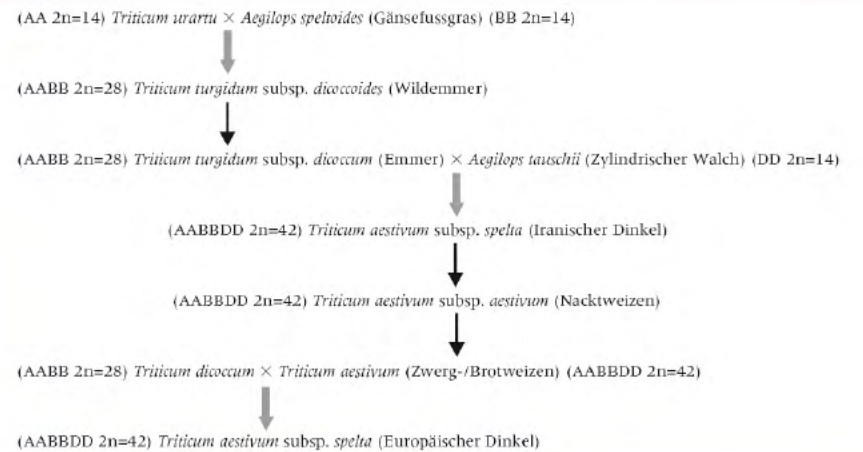 (AA 2n=14) Triticum urartu × Aegilops speltoides (Gänsefussgras) (BB 2n=14)
(AABB 2n=28) Triticum turgidum subsp. dicoccoides (Wildemmer)
(AABB 2n=28) Triticum turgidum subsp. dicoccum (Emmer) × Aegilops tauschii (Zylindrischer Walch) (DD 2n=14)
(AABBDD 2n=42) Triticum aestivum subsp. spelta (Iranischer Dinkel)
(AABBDD 2n=42) Triticum aestivum subsp. aestivum (Nacktweizen)
(AABB 2n=28) Triticum dicoccum × Triticum aestivum (Zwerg-/Brotweizen) (AABBDD 2n=42)
(AABBDD 2n=42) Triticum aestivum subsp. spelta (Europäischer Dinkel)